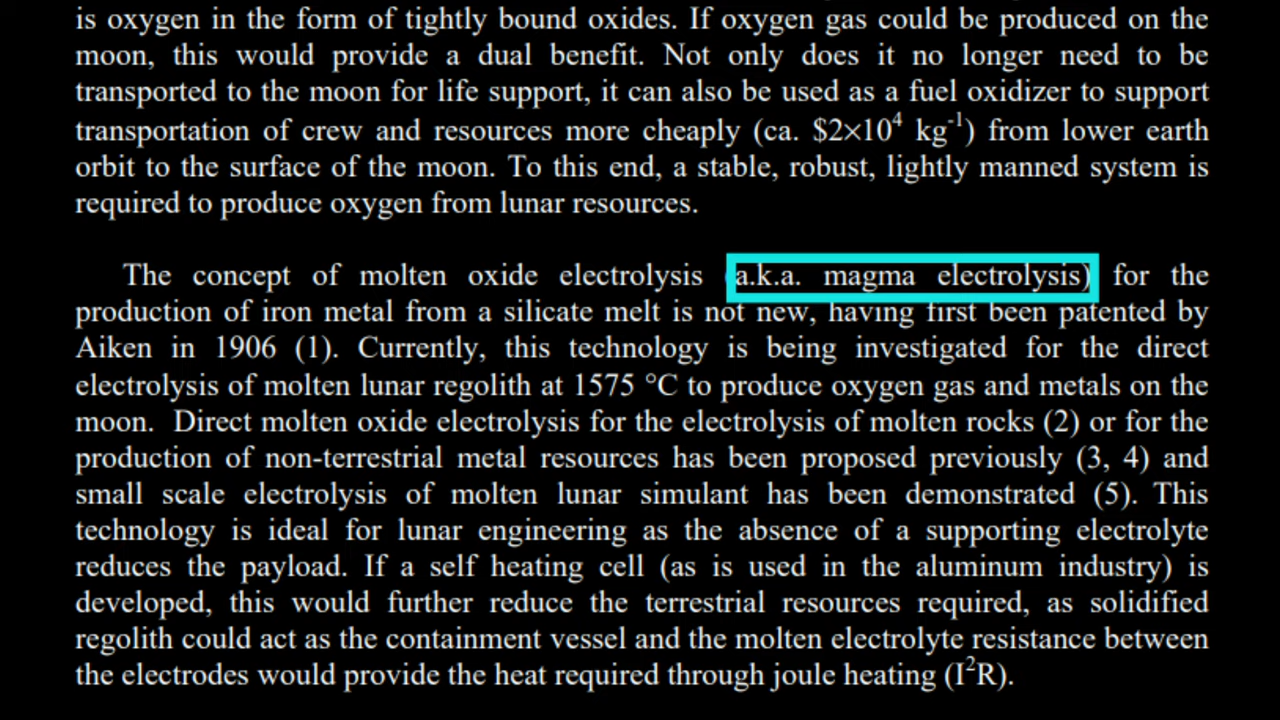 is oxygen in the form of tightly bound oxides. If oxygen gas could be produced on the
moon, this would provide a dual benefit. Not only does it no longer need to be
transported to the moon for life support, it can also be used as a fuel oxidizer to support
transportation of crew and resources more cheaply (ca. $2×10⁴ kg⁻¹) from lower earth
orbit to the surface of the moon. To this end, a stable, robust, lightly manned system is
required to produce oxygen from lunar resources.
The concept of molten oxide electrolysis (a.k.a. magma electrolysis) for the
production of iron metal from a silicate melt is not new, having first been patented by
Aiken in 1906 (1). Currently, this technology is being investigated for the direct
electrolysis of molten lunar regolith at 1575 °C to produce oxygen gas and metals on the
moon. Direct molten oxide electrolysis for the electrolysis of molten rocks (2) or for the
production of non-terrestrial metal resources has been proposed previously (3, 4) and
small scale electrolysis of molten lunar simulant has been demonstrated (5). This
technology is ideal for lunar engineering as the absence of a supporting electrolyte
reduces the payload. If a self heating cell (as is used in the aluminum industry) is
developed, this would further reduce the terrestrial resources required, as solidified
regolith could act as the containment vessel and the molten electrolyte resistance between
the electrodes would provide the heat required through joule heating (I²R).